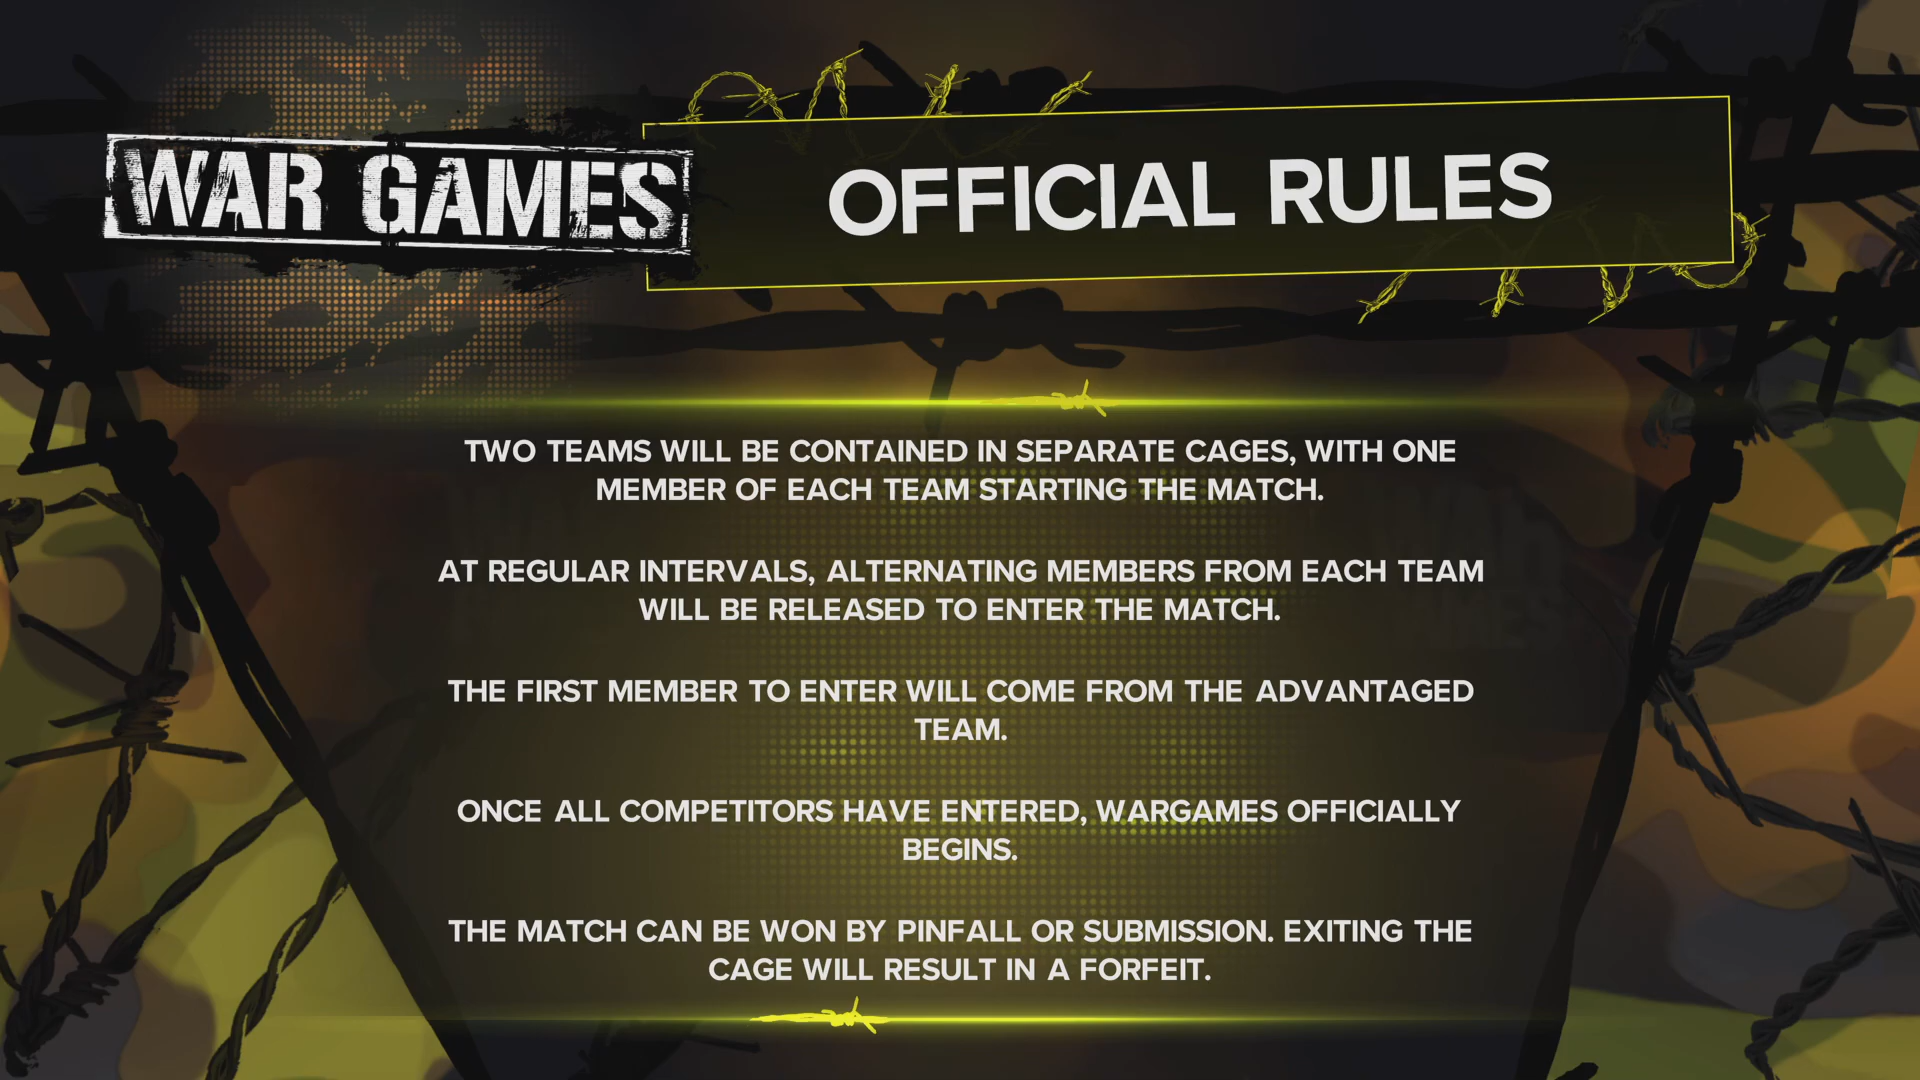 WAR GAMES
OFFICIAL RULES
TWO TEAMS WILL BE CONTAINED IN SEPARATE CAGES, WITH ONE
MEMBER OF EACH TEAM STARTING THE MATCH.
AT REGULAR INTERVALS, ALTERNATING MEMBERS FROM EACH TEAM
WILL BE RELEASED TO ENTER THE MATCH.
THE FIRST MEMBER TO ENTER WILL COME FROM THE ADVANTAGED
TEAM.
ONCE ALL COMPETITORS HAVE ENTERED, WARGAMES OFFICIALLY
BEGINS.
THE MATCH CAN BE WON BY PINFALL OR SUBMISSION. EXITING THE
CAGE WILL RESULT IN A FORFEIT.